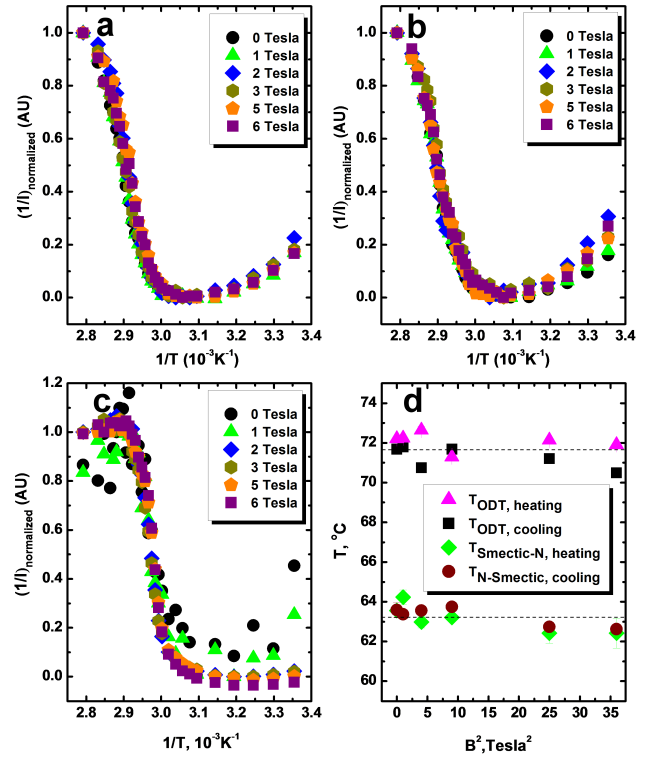 a
(1/I)normalized (AU)
1.0
0.8
0.6
0.4
0.2
0.0
2.8 2.9 3.0 3.1 3.2 3.3 3.4
1/T (10⁻³K⁻¹)
0 Tesla
1 Tesla
2 Tesla
3 Tesla
5 Tesla
6 Tesla
b
(1/I)normalized (AU)
1.0
0.8
0.6
0.4
0.2
0.0
2.8 2.9 3.0 3.1 3.2 3.3 3.4
1/T (10⁻³K⁻¹)
0 Tesla
1 Tesla
2 Tesla
3 Tesla
5 Tesla
6 Tesla
c
(1/I)normalized (AU)
1.2
1.0
0.8
0.6
0.4
0.2
0.0
2.8 2.9 3.0 3.1 3.2 3.3 3.4
1/T, 10⁻³K⁻¹
0 Tesla
1 Tesla
2 Tesla
3 Tesla
5 Tesla
6 Tesla
d
T, °C
74
72
70
68
66
64
62
60
0 5 10 15 20 25 30 35
B²,Tesla²
TODT, heating
TODT, cooling
TSmectic-N, heating
TN-Smectic, cooling